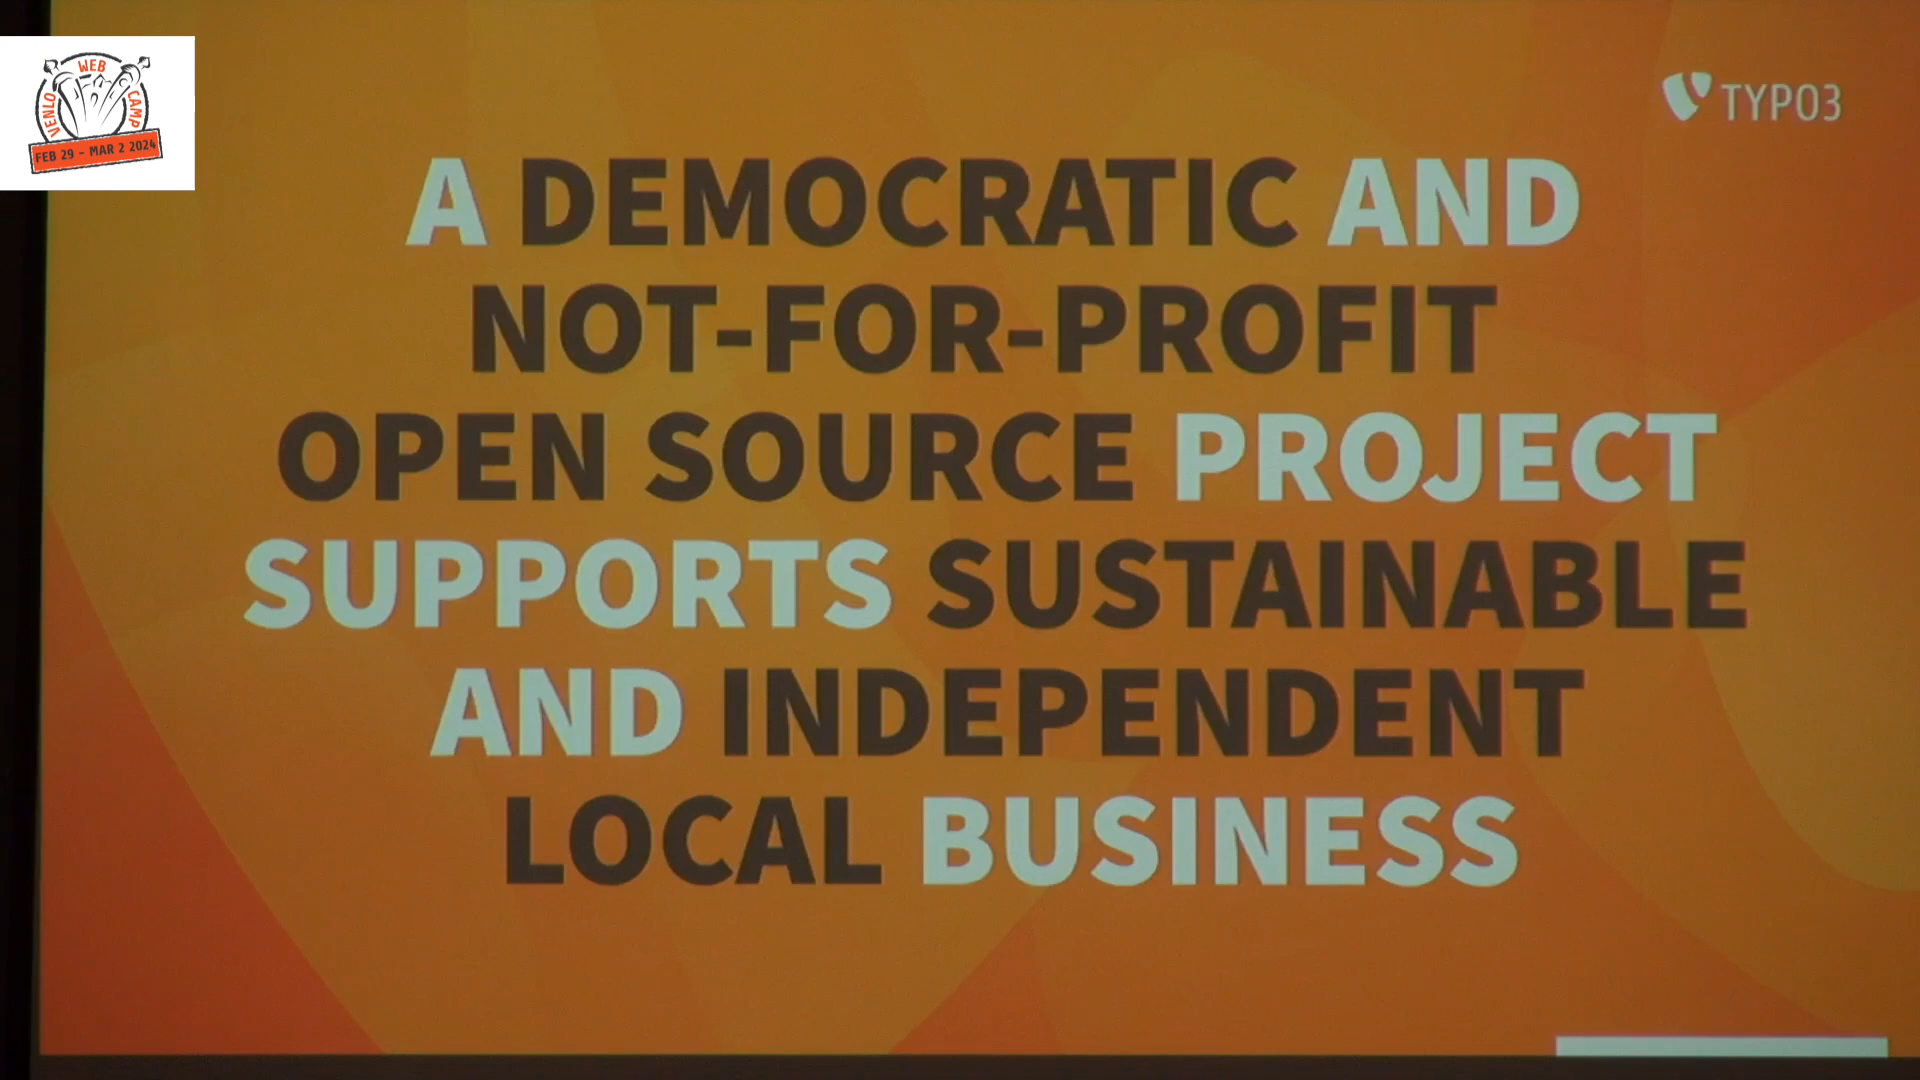 WEB
VENLO
CAMP
FEB 29 - MAR 2 2024
TYPO3
A DEMOCRATIC AND
NOT-FOR-PROFIT
OPEN SOURCE PROJECT
SUPPORTS SUSTAINABLE
AND INDEPENDENT
LOCAL BUSINESS